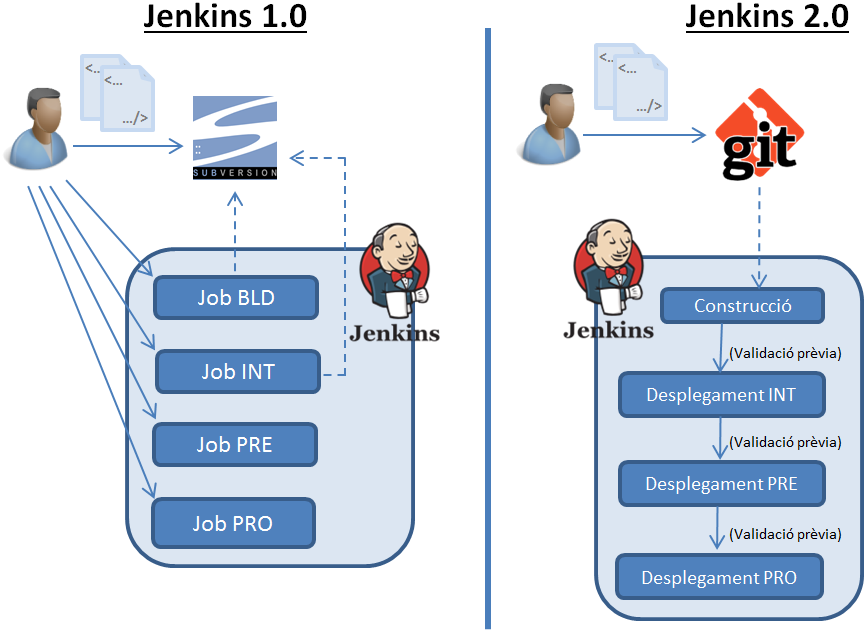 Jenkins 1.0
<..
<...
.../>
SUBVERSION
Jenkins
Job BLD
Job INT
Job PRE
Job PRO
Jenkins 2.0
<..
<...
.../>
git
Jenkins
Construcció
(Validació prèvia)
Desplegament INT
(Validació prèvia)
Desplegament PRE
(Validació prèvia)
Desplegament PRO